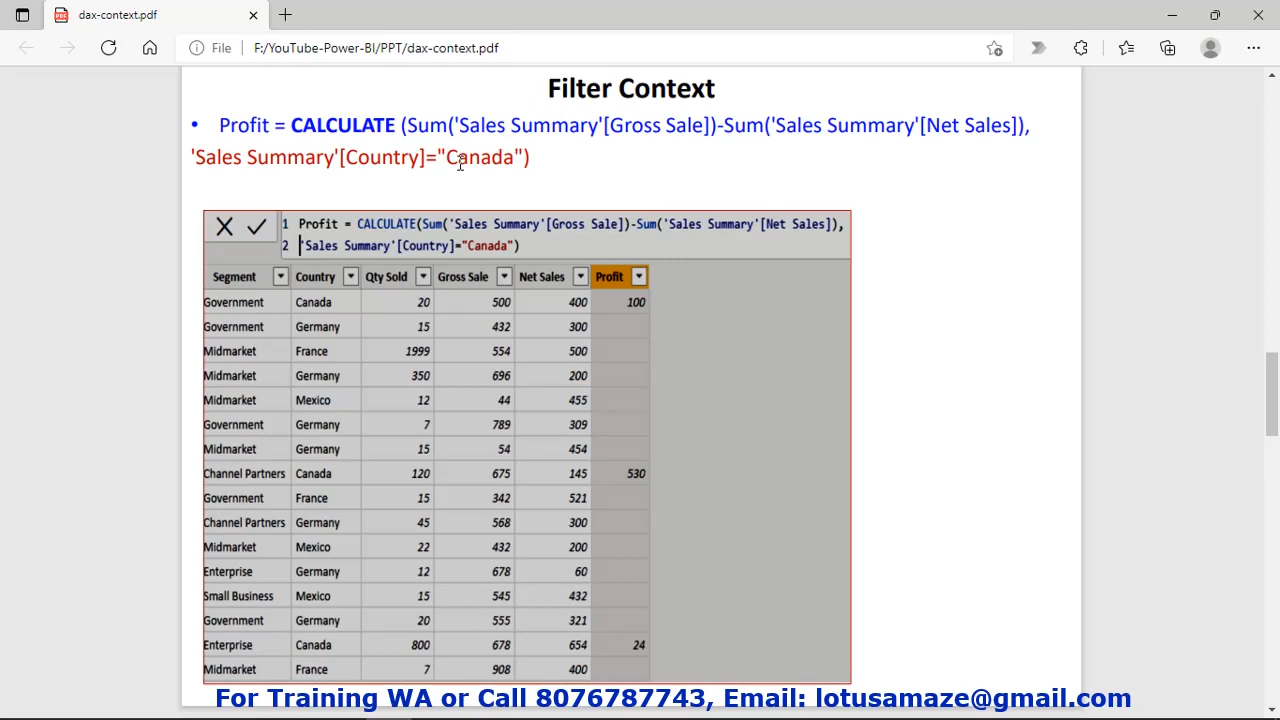 dax-context.pdf
File F:/YouTube-Power-BI/PPT/dax-context.pdf
Filter Context
• Profit = CALCULATE (Sum('Sales Summary'[Gross Sale])-Sum('Sales Summary'[Net Sales]),
'Sales Summary'[Country]="Canada")
1 Profit = CALCULATE(Sum('Sales Summary'[Gross Sale])-Sum('Sales Summary'[Net Sales]),
2 'Sales Summary'[Country]="Canada")
Segment Country Qty Sold Gross Sale Net Sales Profit
Government Canada 20 500 400 100
Government Germany 15 432 300
Midmarket France 1999 554 500
Midmarket Germany 350 696 200
Midmarket Mexico 12 44 455
Government Germany 7 789 309
Midmarket Germany 15 54 454
Channel Partners Canada 120 675 145 530
Government France 15 342 521
Channel Partners Germany 45 568 300
Midmarket Mexico 22 432 200
Enterprise Germany 12 678 60
Small Business Mexico 15 545 432
Government Germany 20 555 321
Enterprise Canada 800 678 654 24
Midmarket France 7 908 400
For Training WA or Call 8076787743, Email: lotusamaze@gmail.com